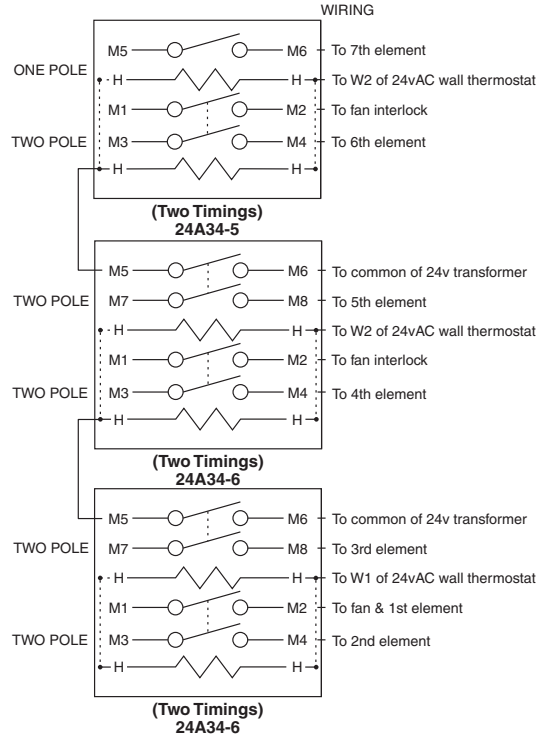 WIRING
M5 M6 To 7th element
ONE POLE
H H To W2 of 24vAC wall thermostat
M1 M2 To fan interlock
TWO POLE M3 M4 To 6th element
H H
(Two Timings)
24A34-5
M5 M6 To common of 24v transformer
TWO POLE M7 M8 To 5th element
H H To W2 of 24vAC wall thermostat
M1 M2 To fan interlock
TWO POLE M3 M4 To 4th element
H H
(Two Timings)
24A34-6
M5 M6 To common of 24v transformer
TWO POLE M7 M8 To 3rd element
H H To W1 of 24vAC wall thermostat
M1 M2 To fan & 1st element
TWO POLE M3 M4 To 2nd element
H H
(Two Timings)
24A34-6